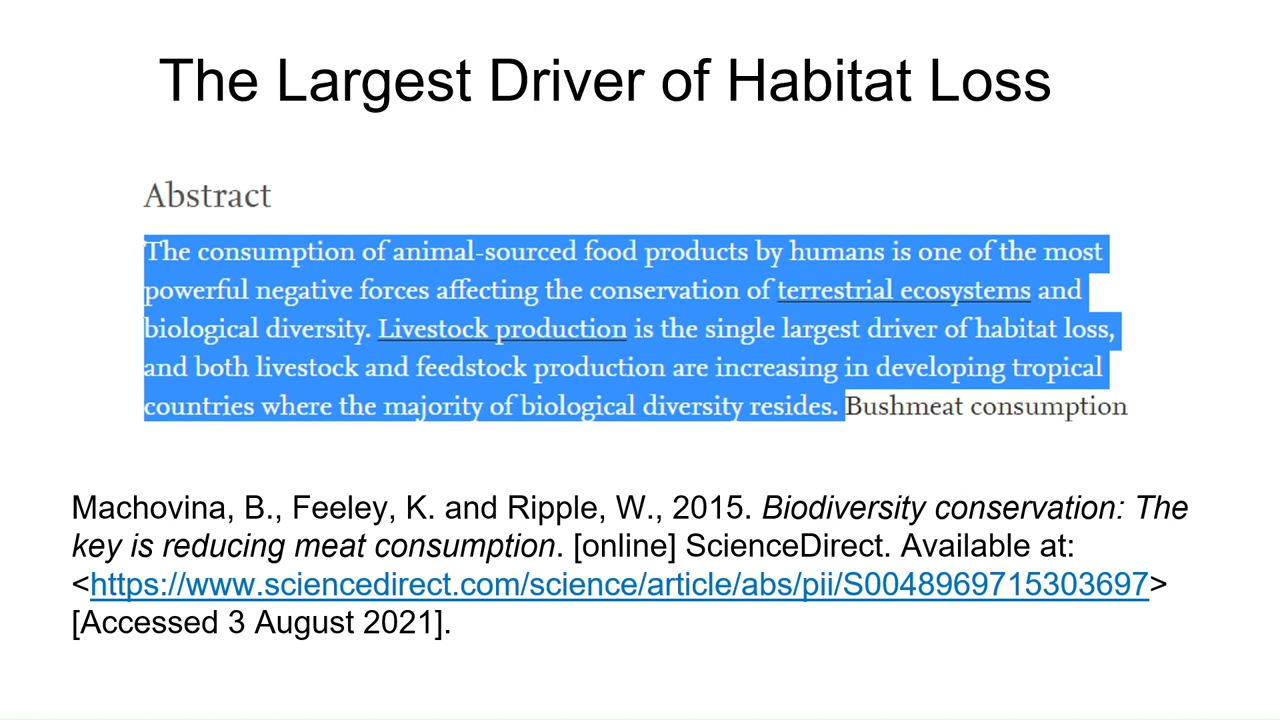 The Largest Driver of Habitat Loss
Abstract
The consumption of animal-sourced food products by humans is one of the most
powerful negative forces affecting the conservation of terrestrial ecosystems and
biological diversity. Livestock production is the single largest driver of habitat loss,
and both livestock and feedstock production are increasing in developing tropical
countries where the majority of biological diversity resides. Bushmeat consumption
Machovina, B., Feeley, K. and Ripple, W., 2015. Biodiversity conservation: The
key is reducing meat consumption. [online] ScienceDirect. Available at:
<https://www.sciencedirect.com/science/article/abs/pii/S0048969715303697>
[Accessed 3 August 2021].